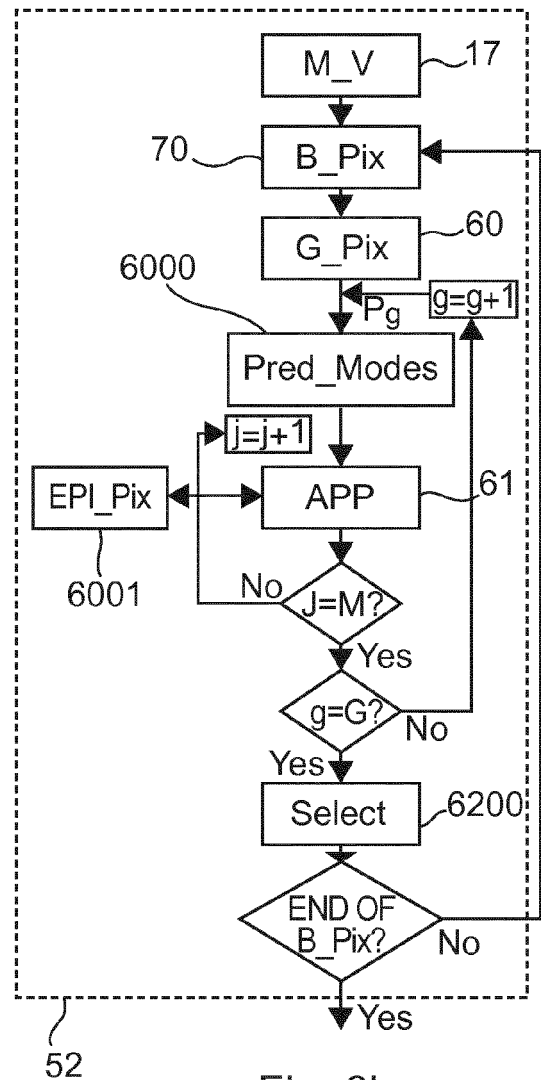 M_V
17
70
B_Pix
G_Pix
60
6000
Pg
g=g+1
Pred_Modes
j=j+1
EPI_Pix
APP
61
6001
No
J=M?
Yes
g=G?
No
Yes
Select
6200
END OF
B_Pix?
No
Yes
52